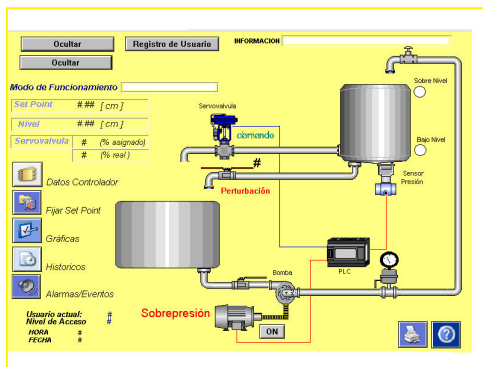 Ocultar
Registro de Usuario
INFORMACION
Ocultar
Modo de Funcionamiento
Set Point #.## [ cm ]
Nivel #.## [ cm ]
Servovalvula # (% asignado)
# (% real )
Datos Controlador
Fijar Set Point
Gráficas
Historicos
Alarmas/Eventos
Usuario actual: #
Nivel de Acceso #
HORA #
FECHA #
Servovalvula
cerrando
#
Perturbación
Sobre Nivel
Bajo Nivel
Sensor
Presión
PLC
Bomba
Sobrepresión
ON